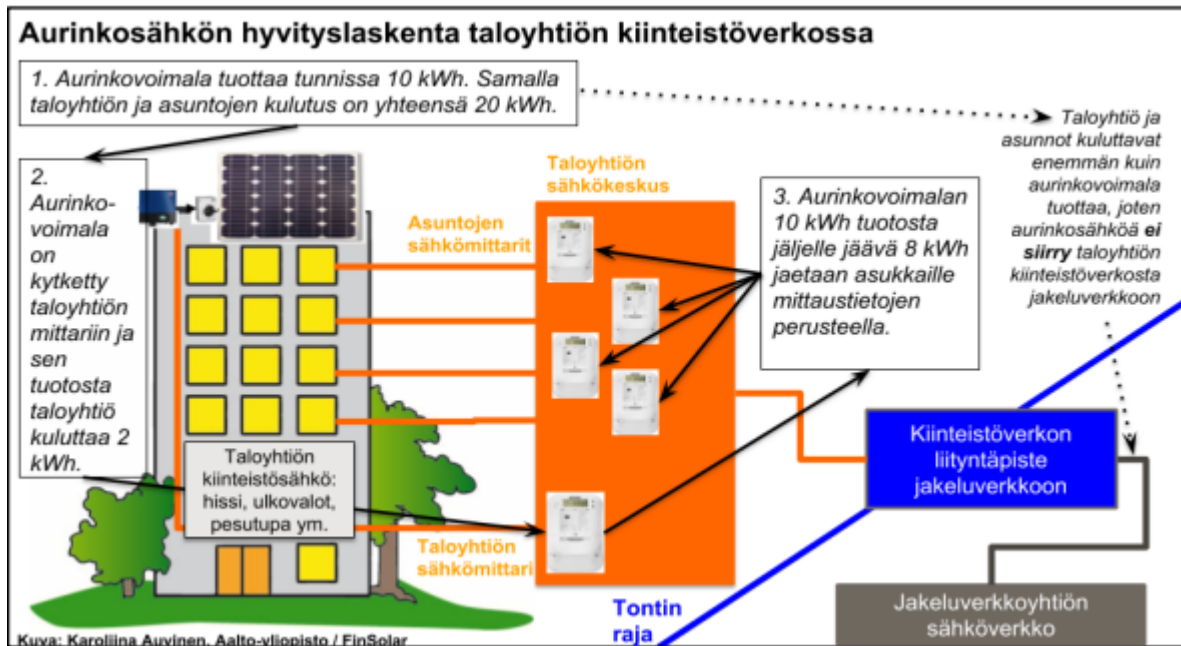 Aurinkosähkön hyvityslaskenta taloyhtiön kiinteistöverkossa
1. Aurinkovoimala tuottaa tunnissa 10 kWh. Samalla
taloyhtiön ja asuntojen kulutus on yhteensä 20 kWh.
Taloyhtiö ja
asunnot kuluttavat
enemmän kuin
aurinkovoimala
tuottaa, joten
aurinkosähköä ei
siirry taloyhtiön
kiinteistöverkosta
jakeluverkkoon
2.
Aurinko-
voimala
on
kytketty
taloyhtiön
mittariin ja
sen
tuotosta
taloyhtiö
kuluttaa 2
kWh.
Taloyhtiön
sähkökeskus
Asuntojen
sähkömittarit
3. Aurinkovoimalan
10 kWh tuotosta
jäljelle jäävä 8 kWh
jaetaan asukkaille
mittaustietojen
perusteella.
Taloyhtiön
kiinteistösähkö:
hissi, ulkovalot,
pesutupa ym.
Taloyhtiön
sähkömittari
Kiinteistöverkon
liityntäpiste
jakeluverkkoon
Tontin
raja
Jakeluverkkoyhtiön
sähköverkko
Kuva: Karoliina Auvinen, Aalto-yliopisto / FinSolar